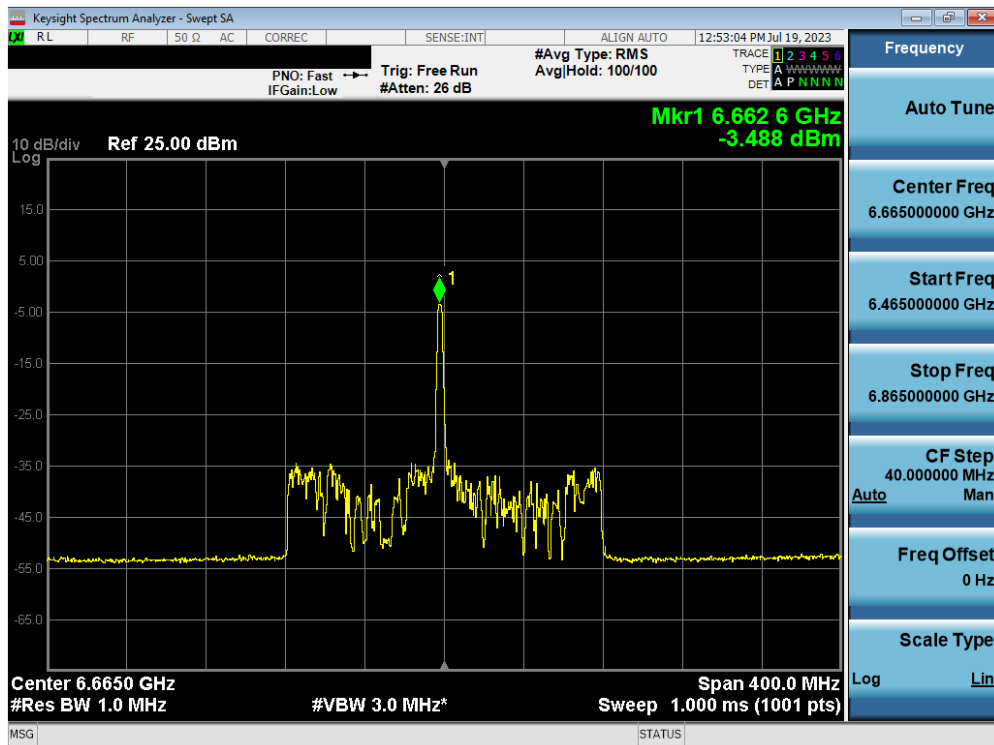 Keysight Spectrum Analyzer - Swept SA
LXI RL RF 50 Ω AC CORREC SENSE:INT ALIGN AUTO 12:53:04 PM Jul 19, 2023
PNO: Fast
IFGain:Low
Trig: Free Run
#Atten: 26 dB
#Avg Type: RMS
Avg|Hold: 100/100
TRACE 1 2 3 4 5 6
TYPE A WWWWW
DET A P N N N N
Mkr1 6.662 6 GHz
-3.488 dBm
10 dB/div
Log
Ref 25.00 dBm
15.0
5.00
-5.00
-15.0
-25.0
-35.0
-45.0
-55.0
-65.0
1
Center 6.6650 GHz
#Res BW 1.0 MHz
#VBW 3.0 MHz*
Span 400.0 MHz
Sweep 1.000 ms (1001 pts)
MSG
STATUS
Frequency
Auto Tune
Center Freq
6.665000000 GHz
Start Freq
6.465000000 GHz
Stop Freq
6.865000000 GHz
CF Step
40.000000 MHz
Auto Man
Freq Offset
0 Hz
Scale Type
Log Lin